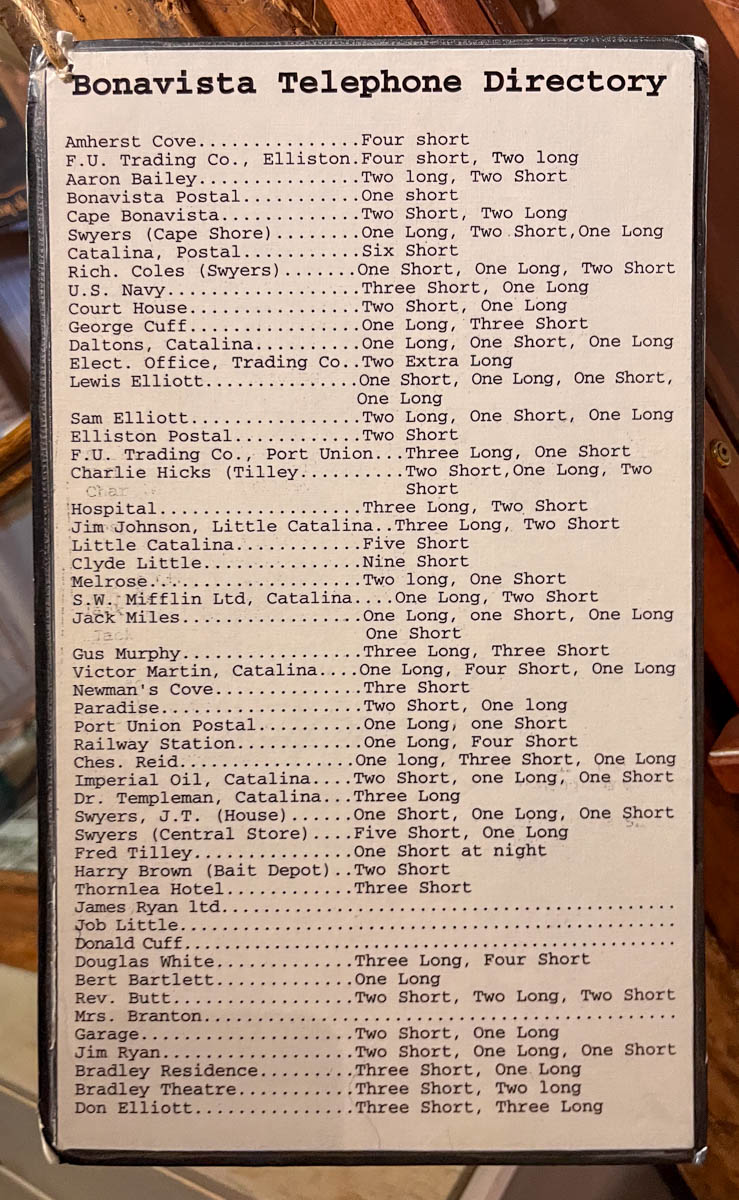 Bonavista Telephone Directory
Amherst Cove...............Four short
F.U. Trading Co., Elliston.Four short, Two long
Aaron Bailey...............Two long, Two Short
Bonavista Postal...........One short
Cape Bonavista.............Two Short, Two Long
Swyers (Cape Shore)........One Long, Two Short,One Long
Catalina, Postal...........Six Short
Rich. Coles (Swyers).......One Short, One Long, Two Short
U.S. Navy..................Three Short, One Long
Court House................Two Short, One Long
George Cuff................One Long, Three Short
Daltons, Catalina..........One Long, One Short, One Long
Elect. Office, Trading Co..Two Extra Long
Lewis Elliott..............One Short, One Long, One Short,
One Long
Sam Elliott................Two Long, One Short, One Long
Elliston Postal............Two Short
F.U. Trading Co., Port Union...Three Long, One Short
Charlie Hicks (Tilley..........Two Short,One Long, Two
Char Short
Hospital...................Three Long, Two Short
Jim Johnson, Little Catalina..Three Long, Two Short
Little Catalina............Five Short
Clyde Little...............Nine Short
Melrose....................Two long, One Short
S.W. Mifflin Ltd, Catalina....One Long, Two Short
Jack Miles.................One Long, one Short, One Long
Jack One Short
Gus Murphy.................Three Long, Three Short
Victor Martin, Catalina....One Long, Four Short, One Long
Newman's Cove..............Thre Short
Paradise...................Two Short, One long
Port Union Postal..........One Long, one Short
Railway Station............One Long, Four Short
Ches. Reid.................One long, Three Short, One Long
Imperial Oil, Catalina....Two Short, one Long, One Short
Dr. Templeman, Catalina...Three Long
Swyers, J.T. (House)......One Short, One Long, One Short
Swyers (Central Store)....Five Short, One Long
Fred Tilley...............One Short at night
Harry Brown (Bait Depot)..Two Short
Thornlea Hotel............Three Short
James Ryan ltd..........................................
Job Little..............................................
Donald Cuff.............................................
Douglas White.............Three Long, Four Short
Bert Bartlett.............One Long
Rev. Butt.................Two Short, Two Long, Two Short
Mrs. Branton............................................
Garage....................Two Short, One Long
Jim Ryan..................Two Short, One Long, One Short
Bradley Residence.........Three Short, One Long
Bradley Theatre...........Three Short, Two long
Don Elliott...............Three Short, Three Long